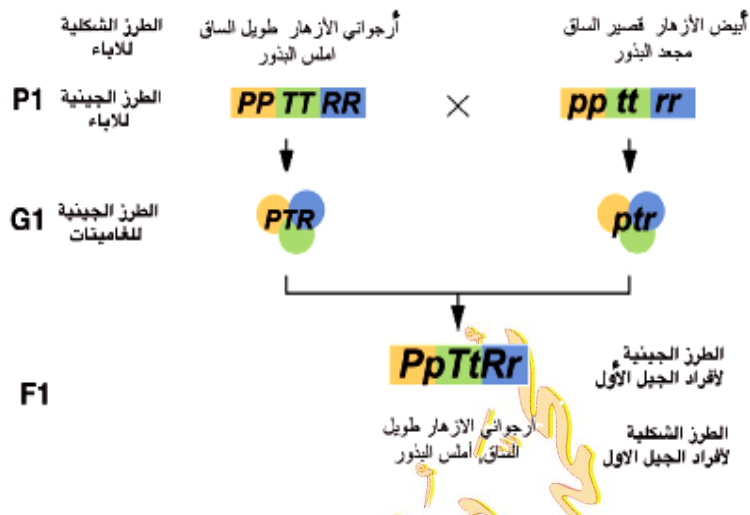 الطرز الشكلية
للاباء
أرجواني الأزهار طويل الساق
املس البذور
أبيض الأزهار قصير الساق
مجعد البذور
P1
الطرز الجينية
للاباء
PP TT RR
×
pp tt rr
G1
الطرز الجينية
للغاميتات
PTR
ptr
F1
PpTtRr
الطرز الجينية
لأفراد الجيل الأول
أرجواني الازهار طويل
الساق, أملس البذور
الطرز الشكلية
لأفراد الجيل الاول